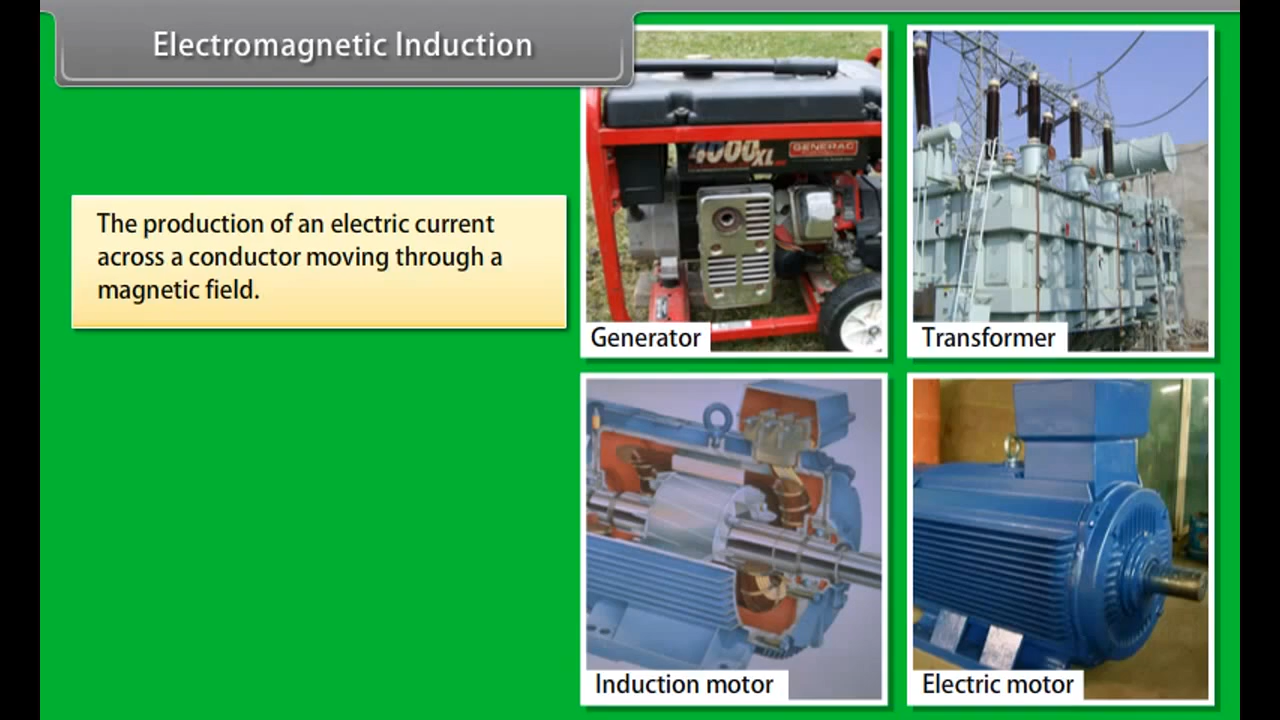 Electromagnetic Induction
The production of an electric current
across a conductor moving through a
magnetic field.
4000XL
GENERAC
Generator
Transformer
Induction motor
Electric motor